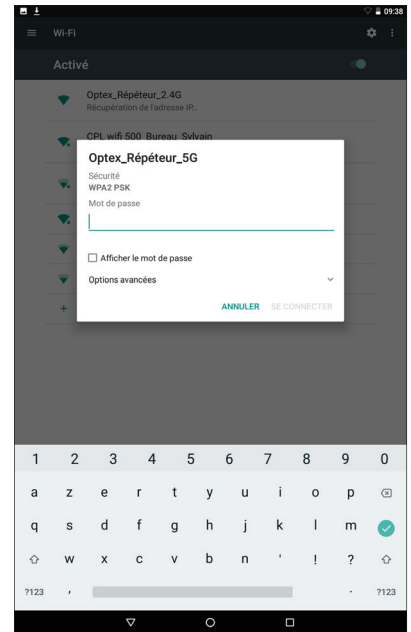 09:38
Wi-Fi
Activé
Optex_Répéteur_2.4G
Récupération de l'adresse IP...
CPL wifi 500_Bureau_Sylvain
Optex_Répéteur_5G
Sécurité
WPA2 PSK
Mot de passe
Afficher le mot de passe
Options avancées
ANNULER SE CONNECTER
1 2 3 4 5 6 7 8 9 0
a z e r t y u i o p
q s d f g h j k l m
w x c v b n ' ! ?
?123 , . ?123